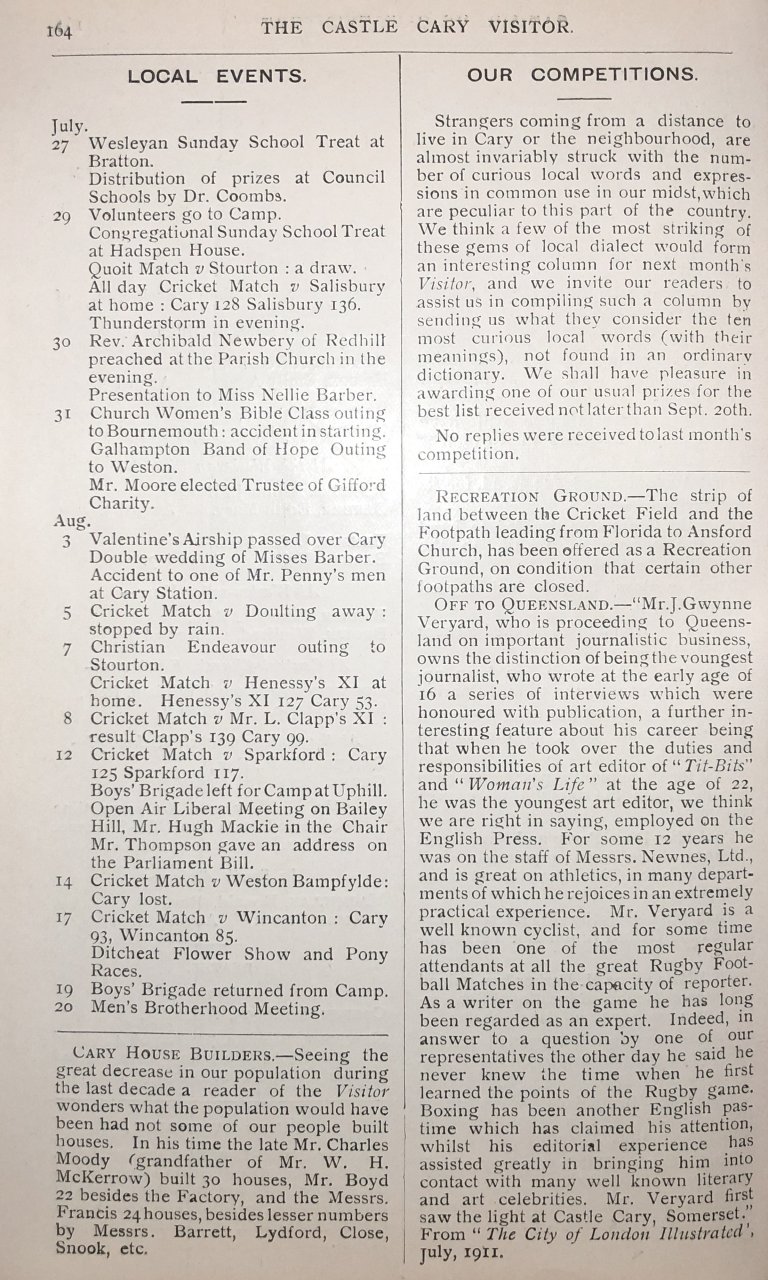 164
THE CASTLE CARY VISITOR.
LOCAL EVENTS.
July.
27 Wesleyan Sunday School Treat at
Bratton.
Distribution of prizes at Council
Schools by Dr. Coombs.
29 Volunteers go to Camp.
Congregational Sunday School Treat
at Hadspen House.
Quoit Match v Stourton : a draw.
All day Cricket Match v Salisbury
at home : Cary 128 Salisbury 136.
Thunderstorm in evening.
30 Rev. Archibald Newbery of Redhill
preached at the Parish Church in the
evening.
Presentation to Miss Nellie Barber.
31 Church Women's Bible Class outing
to Bournemouth : accident in starting.
Galhampton Band of Hope Outing
to Weston.
Mr. Moore elected Trustee of Gifford
Charity.
Aug.
3 Valentine's Airship passed over Cary
Double wedding of Misses Barber.
Accident to one of Mr. Penny's men
at Cary Station.
5 Cricket Match v Doulting away :
stopped by rain.
7 Christian Endeavour outing to
Stourton.
Cricket Match v Henessy's XI at
home. Henessy's XI 127 Cary 53.
8 Cricket Match v Mr. L. Clapp's XI :
result Clapp's 139 Cary 99.
12 Cricket Match v Sparkford : Cary
125 Sparkford 117.
Boys' Brigade left for Camp at Uphill.
Open Air Liberal Meeting on Bailey
Hill, Mr. Hugh Mackie in the Chair
Mr. Thompson gave an address on
the Parliament Bill.
14 Cricket Match v Weston Bampfylde:
Cary lost.
17 Cricket Match v Wincanton : Cary
93, Wincanton 85.
Ditcheat Flower Show and Pony
Races.
19 Boys' Brigade returned from Camp.
20 Men's Brotherhood Meeting.
CARY HOUSE BUILDERS.—Seeing the
great decrease in our population during
the last decade a reader of the Visitor
wonders what the population would have
been had not some of our people built
houses. In his time the late Mr. Charles
Moody (grandfather of Mr. W. H.
McKerrow) built 30 houses, Mr. Boyd
22 besides the Factory, and the Messrs.
Francis 24 houses, besides lesser numbers
by Messrs. Barrett, Lydford, Close,
Snook, etc.
OUR COMPETITIONS.
Strangers coming from a distance to
live in Cary or the neighbourhood, are
almost invariably struck with the num-
ber of curious local words and expres-
sions in common use in our midst, which
are peculiar to this part of the country.
We think a few of the most striking of
these gems of local dialect would form
an interesting column for next month's
Visitor, and we invite our readers to
assist us in compiling such a column by
sending us what they consider the ten
most curious local words (with their
meanings), not found in an ordinary
dictionary. We shall have pleasure in
awarding one of our usual prizes for the
best list received not later than Sept. 20th.
No replies were received to last month's
competition.
RECREATION GROUND.—The strip of
land between the Cricket Field and the
Footpath leading from Florida to Ansford
Church, has been offered as a Recreation
Ground, on condition that certain other
footpaths are closed.
OFF TO QUEENSLAND.—"Mr. J. Gwynne
Veryard, who is proceeding to Queens-
land on important journalistic business,
owns the distinction of being the youngest
journalist, who wrote at the early age of
16 a series of interviews which were
honoured with publication, a further in-
teresting feature about his career being
that when he took over the duties and
responsibilities of art editor of "Tit-Bits"
and "Woman's Life" at the age of 22,
he was the youngest art editor, we think
we are right in saying, employed on the
English Press. For some 12 years he
was on the staff of Messrs. Newnes, Ltd.,
and is great on athletics, in many depart-
ments of which he rejoices in an extremely
practical experience. Mr. Veryard is a
well known cyclist, and for some time
has been one of the most regular
attendants at all the great Rugby Foot-
ball Matches in the capacity of reporter.
As a writer on the game he has long
been regarded as an expert. Indeed, in
answer to a question by one of our
representatives the other day he said he
never knew the time when he first
learned the points of the Rugby game.
Boxing has been another English pas-
time which has claimed his attention,
whilst his editorial experience has
assisted greatly in bringing him into
contact with many well known literary
and art celebrities. Mr. Veryard first
saw the light at Castle Cary, Somerset."
From "The City of London Illustrated',
July, 1911.